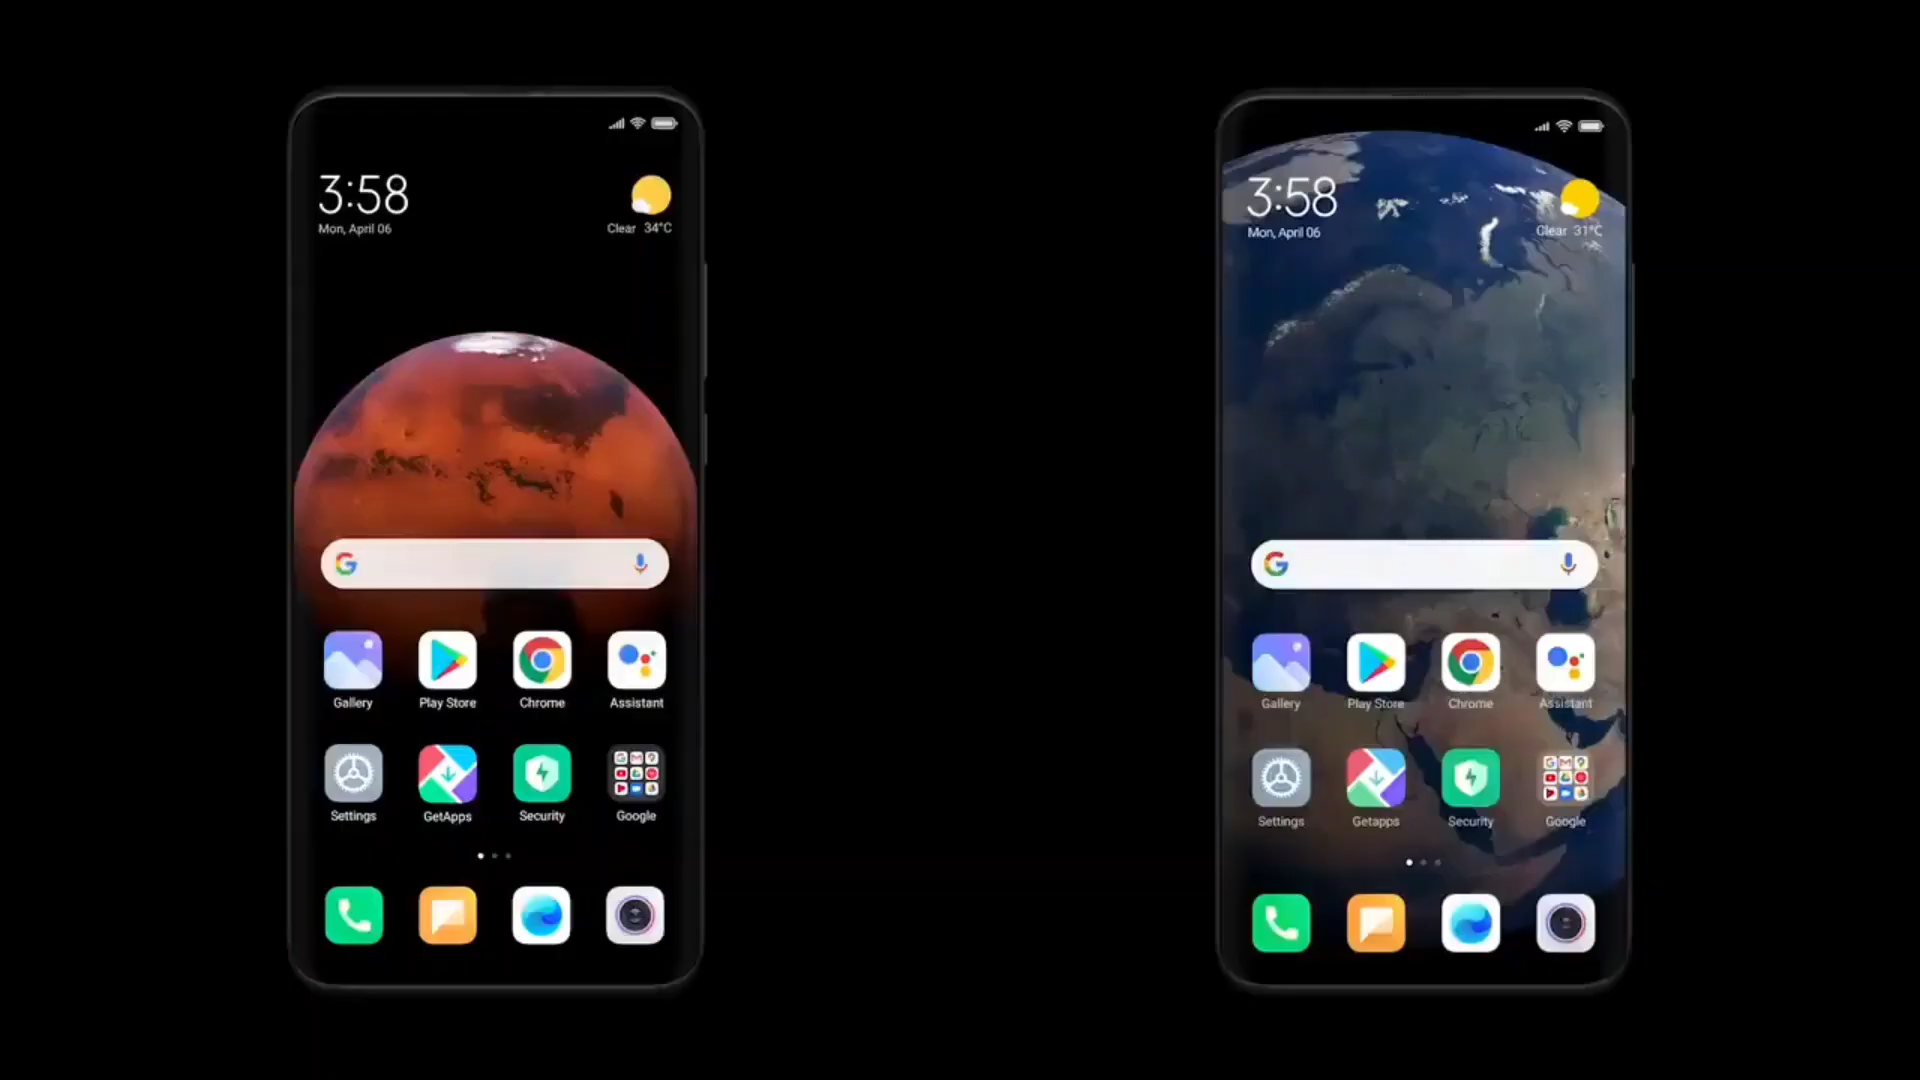 3:58
Mon, April 06
Clear 34°C
Gallery Play Store Chrome Assistant
Settings GetApps Security Google
3:58
Mon, April 06
Clear 31°C
Gallery Play Store Chrome Assistant
Settings Getapps Security Google